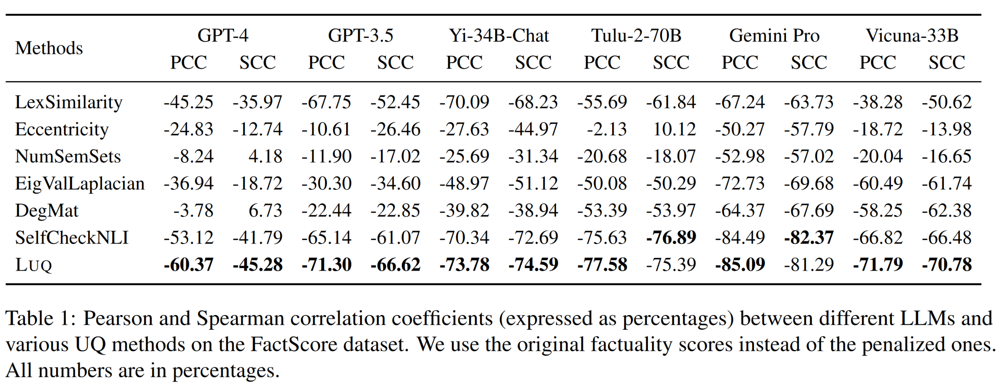 Methods GPT-4 GPT-3.5 Yi-34B-Chat Tulu-2-70B Gemini Pro Vicuna-33B
PCC SCC PCC SCC PCC SCC PCC SCC PCC SCC PCC SCC
LexSimilarity -45.25 -35.97 -67.75 -52.45 -70.09 -68.23 -55.69 -61.84 -67.24 -63.73 -38.28 -50.62
Eccentricity -24.83 -12.74 -10.61 -26.46 -27.63 -44.97 -2.13 10.12 -50.27 -57.79 -18.72 -13.98
NumSemSets -8.24 4.18 -11.90 -17.02 -25.69 -31.34 -20.68 -18.07 -52.98 -57.02 -20.04 -16.65
EigValLaplacian -36.94 -18.72 -30.30 -34.60 -48.97 -51.12 -50.08 -50.29 -72.73 -69.68 -60.49 -61.74
DegMat -3.78 6.73 -22.44 -22.85 -39.82 -38.94 -53.39 -53.97 -64.37 -67.69 -58.25 -62.38
SelfCheckNLI -53.12 -41.79 -65.14 -61.07 -70.34 -72.69 -75.63 -76.89 -84.49 -82.37 -66.82 -66.48
LUQ -60.37 -45.28 -71.30 -66.62 -73.78 -74.59 -77.58 -75.39 -85.09 -81.29 -71.79 -70.78
Table 1: Pearson and Spearman correlation coefficients (expressed as percentages) between different LLMs and
various UQ methods on the FactScore dataset. We use the original factuality scores instead of the penalized ones.
All numbers are in percentages.